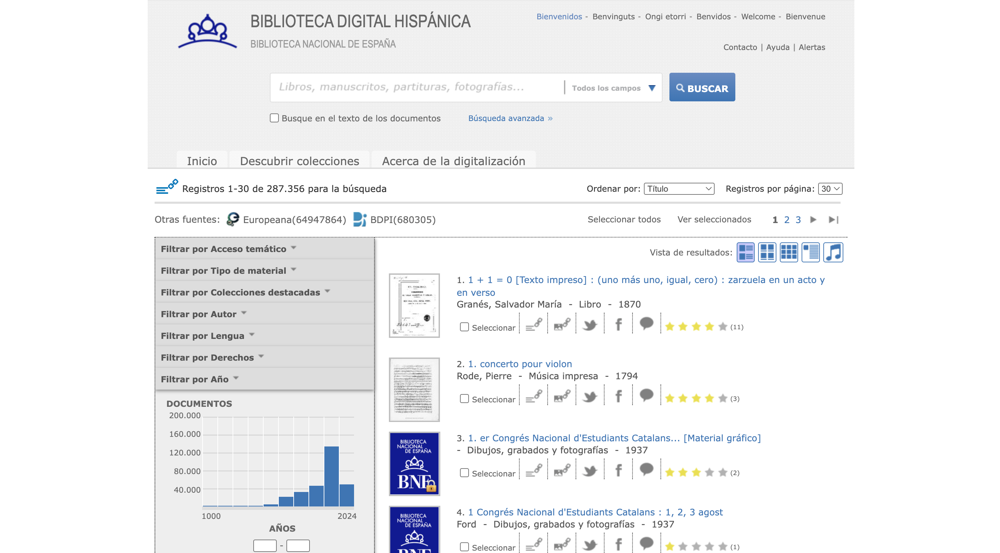 BIBLIOTECA DIGITAL HISPÁNICA
BIBLIOTECA NACIONAL DE ESPAÑA
Bienvenidos - Benvinguts - Ongi etorri - Benvidos - Welcome - Bienvenue
Contacto | Ayuda | Alertas
Libros, manuscritos, partituras, fotografías...
Todos los campos
BUSCAR
Busque en el texto de los documentos
Búsqueda avanzada »
Inicio
Descubrir colecciones
Acerca de la digitalización
Registros 1-30 de 287.356 para la búsqueda
Ordenar por: Título
Registros por página: 30
Otras fuentes: Europeana(64947864) BDPI(680305)
Seleccionar todos
Ver seleccionados
1 2 3
Filtrar por Acceso temático
Filtrar por Tipo de material
Filtrar por Colecciones destacadas
Filtrar por Autor
Filtrar por Lengua
Filtrar por Derechos
Filtrar por Año
DOCUMENTOS
200.000
160.000
120.000
80.000
40.000
1000 2024
AÑOS
-
Vista de resultados:
1. 1 + 1 = 0 [Texto impreso] : (uno más uno, igual, cero) : zarzuela en un acto y
en verso
Granés, Salvador María - Libro - 1870
Seleccionar (11)
2. 1. concerto pour violon
Rode, Pierre - Música impresa - 1794
Seleccionar (3)
BIBLIOTECA
NACIONAL
DE ESPAÑA
BNE
3. 1. er Congrés Nacional d'Estudiants Catalans... [Material gráfico]
- Dibujos, grabados y fotografías - 1937
Seleccionar (2)
BIBLIOTECA
NACIONAL
DE ESPAÑA
BNE
4. 1 Congrés Nacional d'Estudiants Catalans : 1, 2, 3 agost
Ford - Dibujos, grabados y fotografías - 1937
Seleccionar (1)